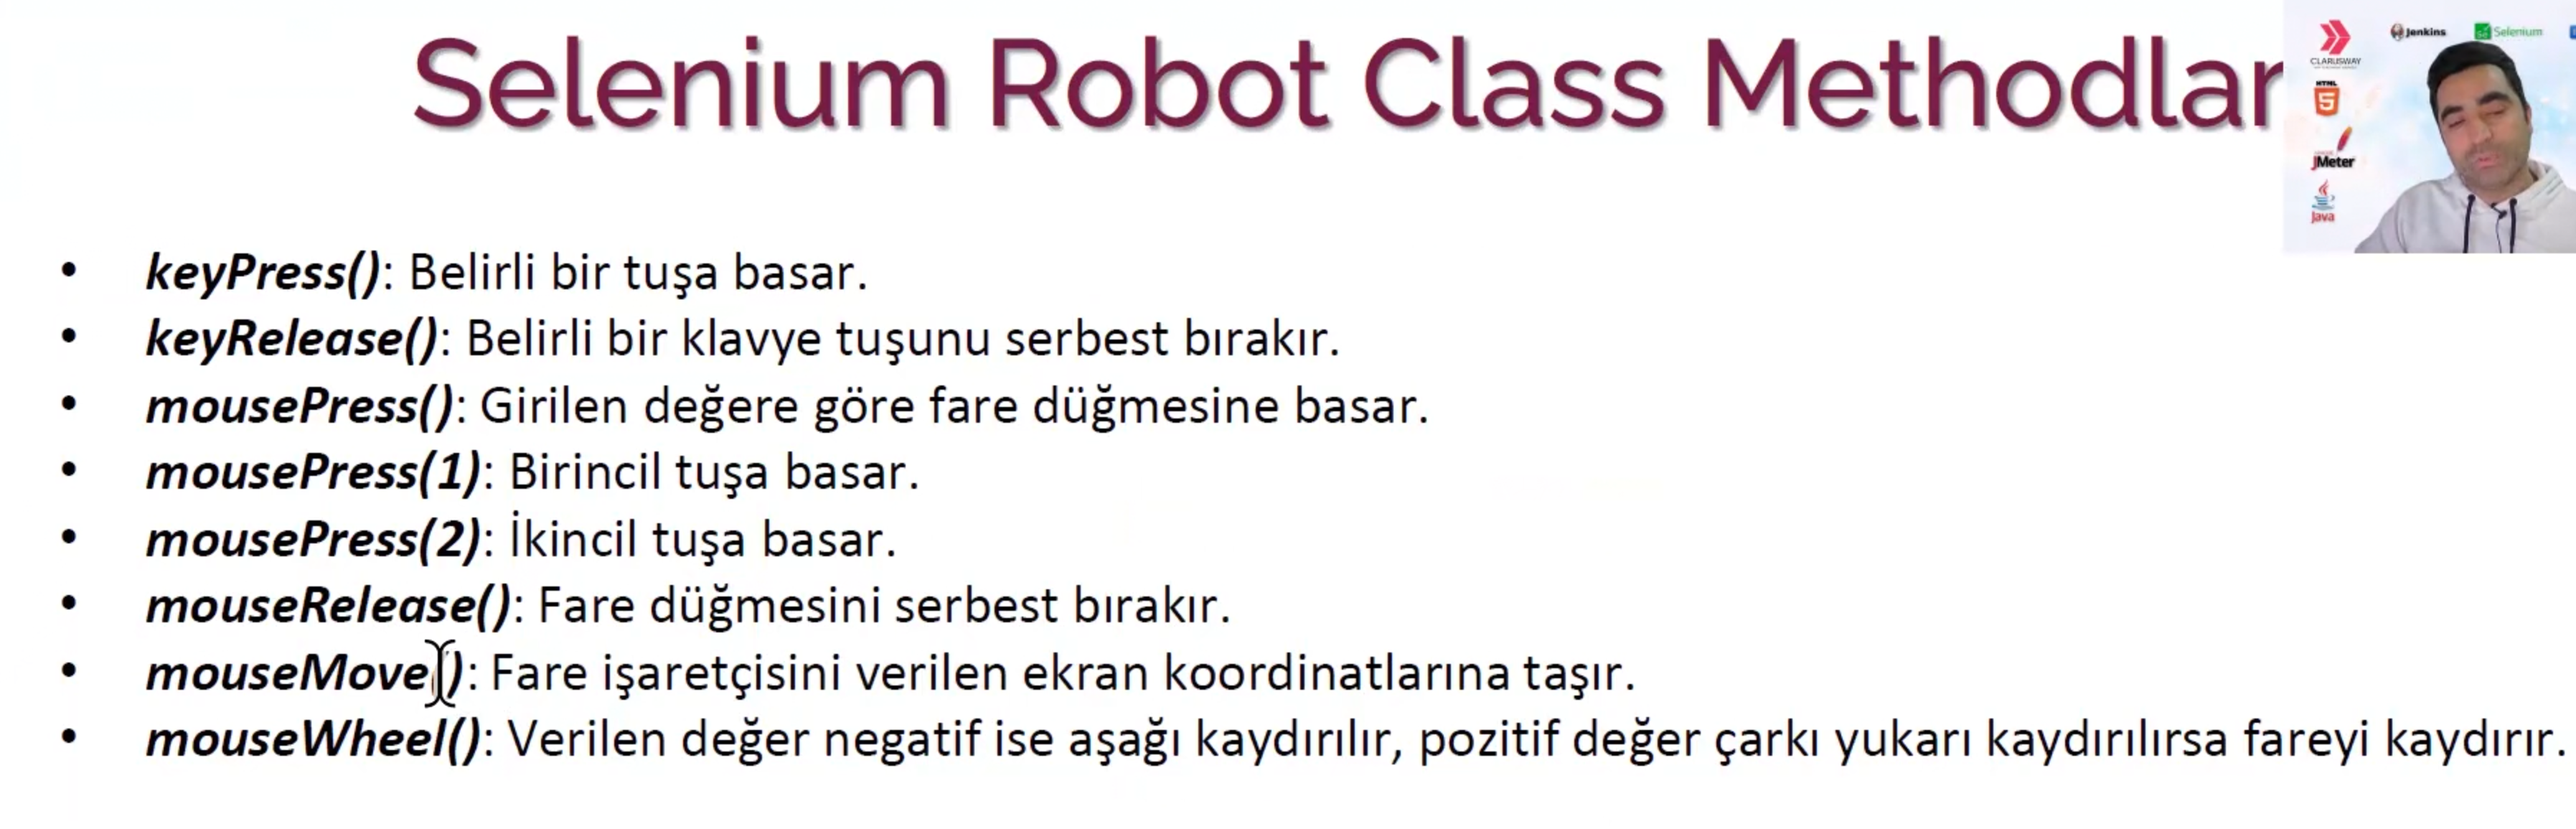 Selenium Robot Class Methodlar
CLARUSWAY
Jenkins
Selenium
HTML
5
JMeter
Java
• keyPress(): Belirli bir tuşa basar.
• keyRelease(): Belirli bir klavye tuşunu serbest bırakır.
• mousePress(): Girilen değere göre fare düğmesine basar.
• mousePress(1): Birincil tuşa basar.
• mousePress(2): İkincil tuşa basar.
• mouseRelease(): Fare düğmesini serbest bırakır.
• mouseMove(): Fare işaretçisini verilen ekran koordinatlarına taşır.
• mouseWheel(): Verilen değer negatif ise aşağı kaydırılır, pozitif değer çarkı yukarı kaydırılırsa fareyi kaydırır.